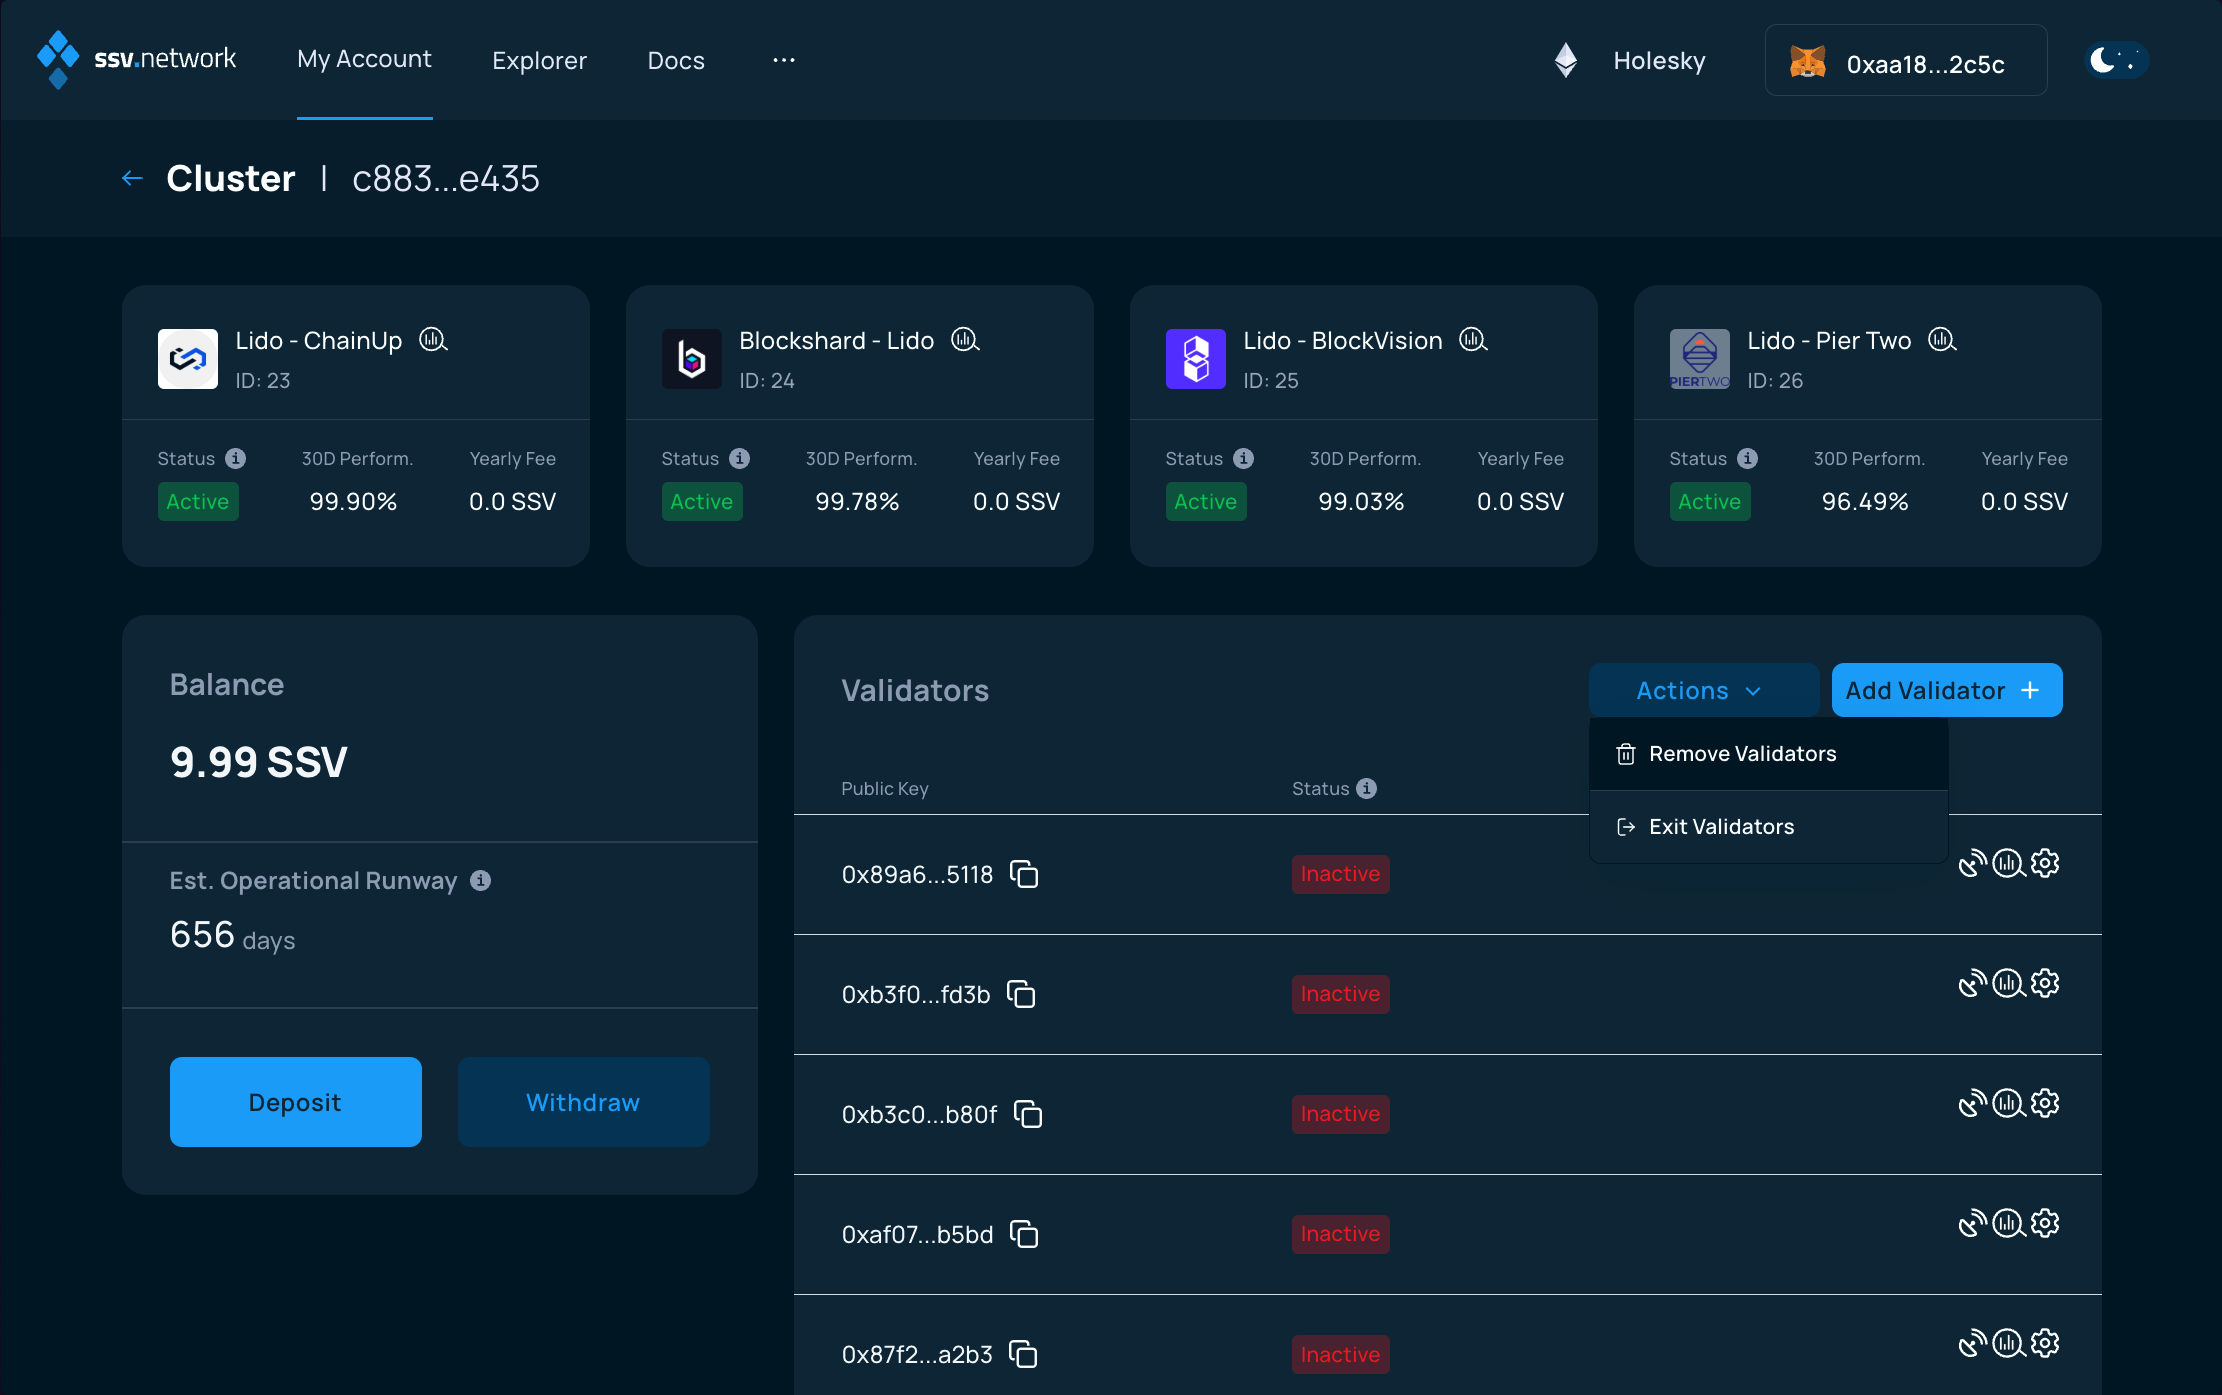 ssv.network My Account Explorer Docs ... Holesky 0xaa18...2c5c
Cluster | c883...e435
Lido - ChainUp
ID: 23
Status 30D Perform. Yearly Fee
Active 99.90% 0.0 SSV
Blockshard - Lido
ID: 24
Status 30D Perform. Yearly Fee
Active 99.78% 0.0 SSV
Lido - BlockVision
ID: 25
Status 30D Perform. Yearly Fee
Active 99.03% 0.0 SSV
PIERTWO
Lido - Pier Two
ID: 26
Status 30D Perform. Yearly Fee
Active 96.49% 0.0 SSV
Balance
9.99 SSV
Est. Operational Runway
656 days
Deposit Withdraw
Validators Actions Add Validator +
Remove Validators
Exit Validators
Public Key Status
0x89a6...5118 Inactive
0xb3f0...fd3b Inactive
0xb3c0...b80f Inactive
0xaf07...b5bd Inactive
0x87f2...a2b3 Inactive